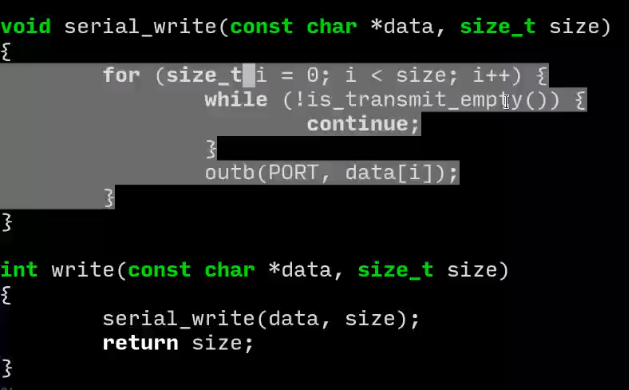 void serial_write(const char *data, size_t size)
{
for (size_t i = 0; i < size; i++) {
while (!is_transmit_empty()) {
continue;
}
outb(PORT, data[i]);
}
}
int write(const char *data, size_t size)
{
serial_write(data, size);
return size;
}